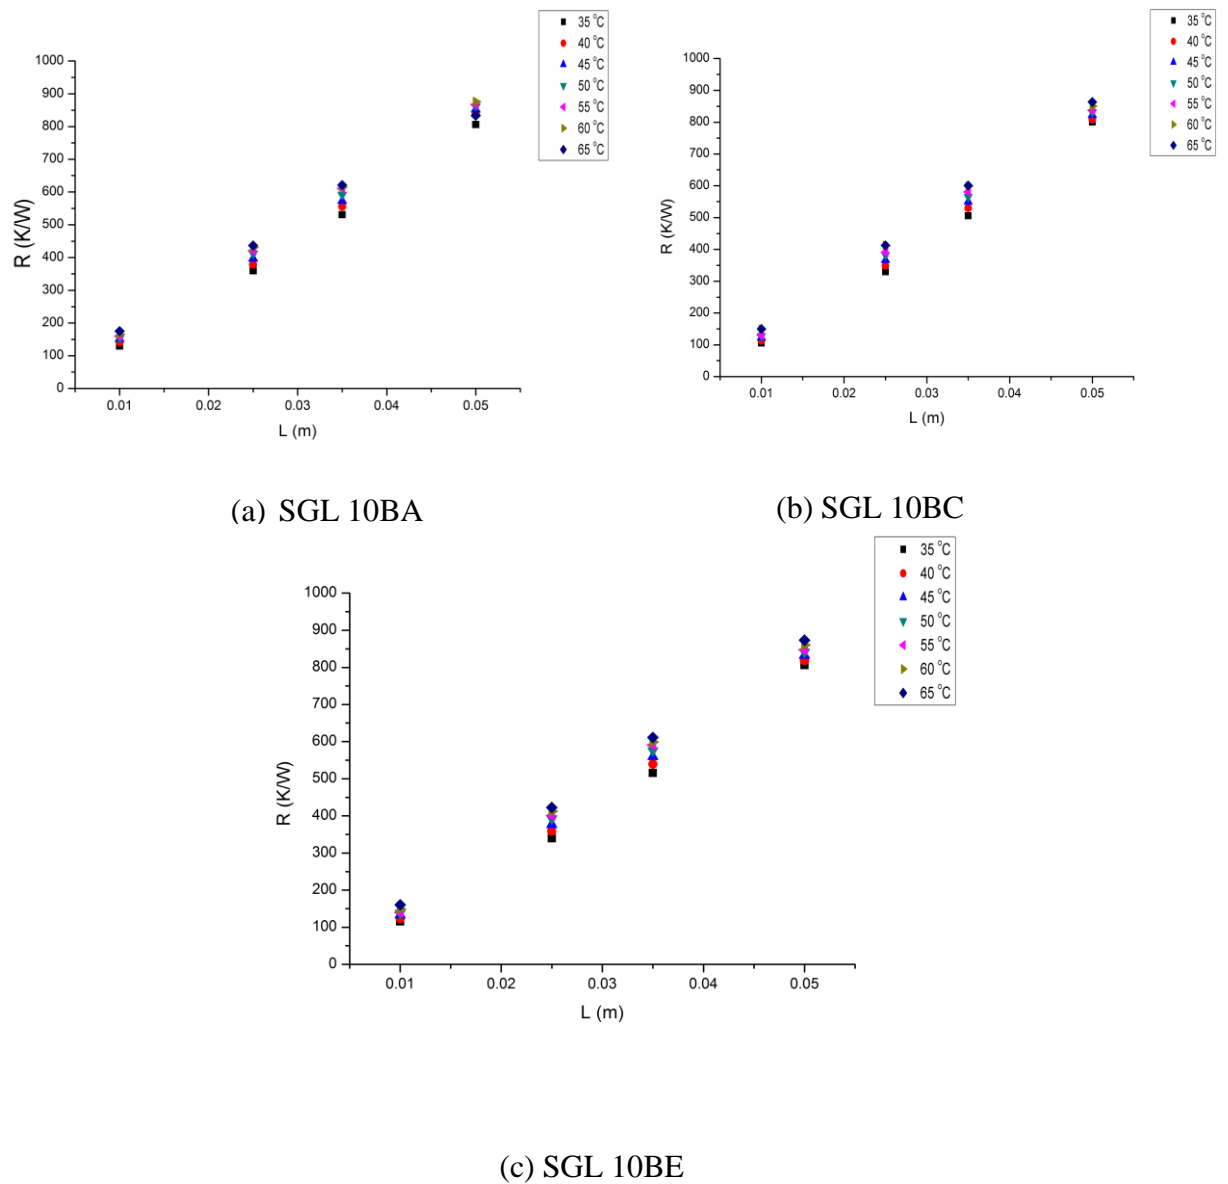 35 °C
40 °C
45 °C
50 °C
55 °C
60 °C
65 °C
1000
900
800
700
600
500
400
300
200
100
0
R (K/W)
0.01 0.02 0.03 0.04 0.05
L (m)
(a) SGL 10BA
35 °C
40 °C
45 °C
50 °C
55 °C
60 °C
65 °C
1000
900
800
700
600
500
400
300
200
100
0
R (K/W)
0.01 0.02 0.03 0.04 0.05
L (m)
(b) SGL 10BC
35 °C
40 °C
45 °C
50 °C
55 °C
60 °C
65 °C
1000
900
800
700
600
500
400
300
200
100
0
R (K/W)
0.01 0.02 0.03 0.04 0.05
L (m)
(c) SGL 10BE